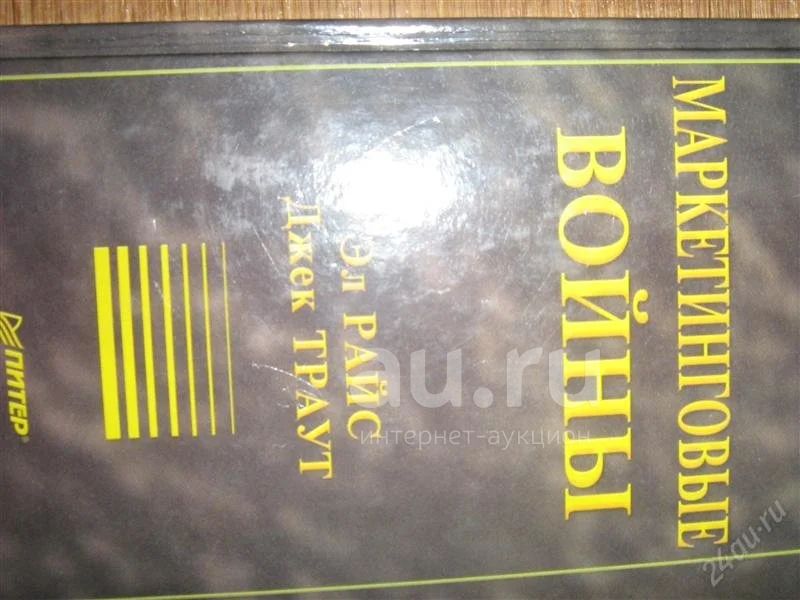 МАРКЕТИНГОВЫЕ
ВОЙНЫ
Эл РАЙС
Джек ТРАУТ
ПИТЕР®
au.ru
интернет-аукцион
24au.ru